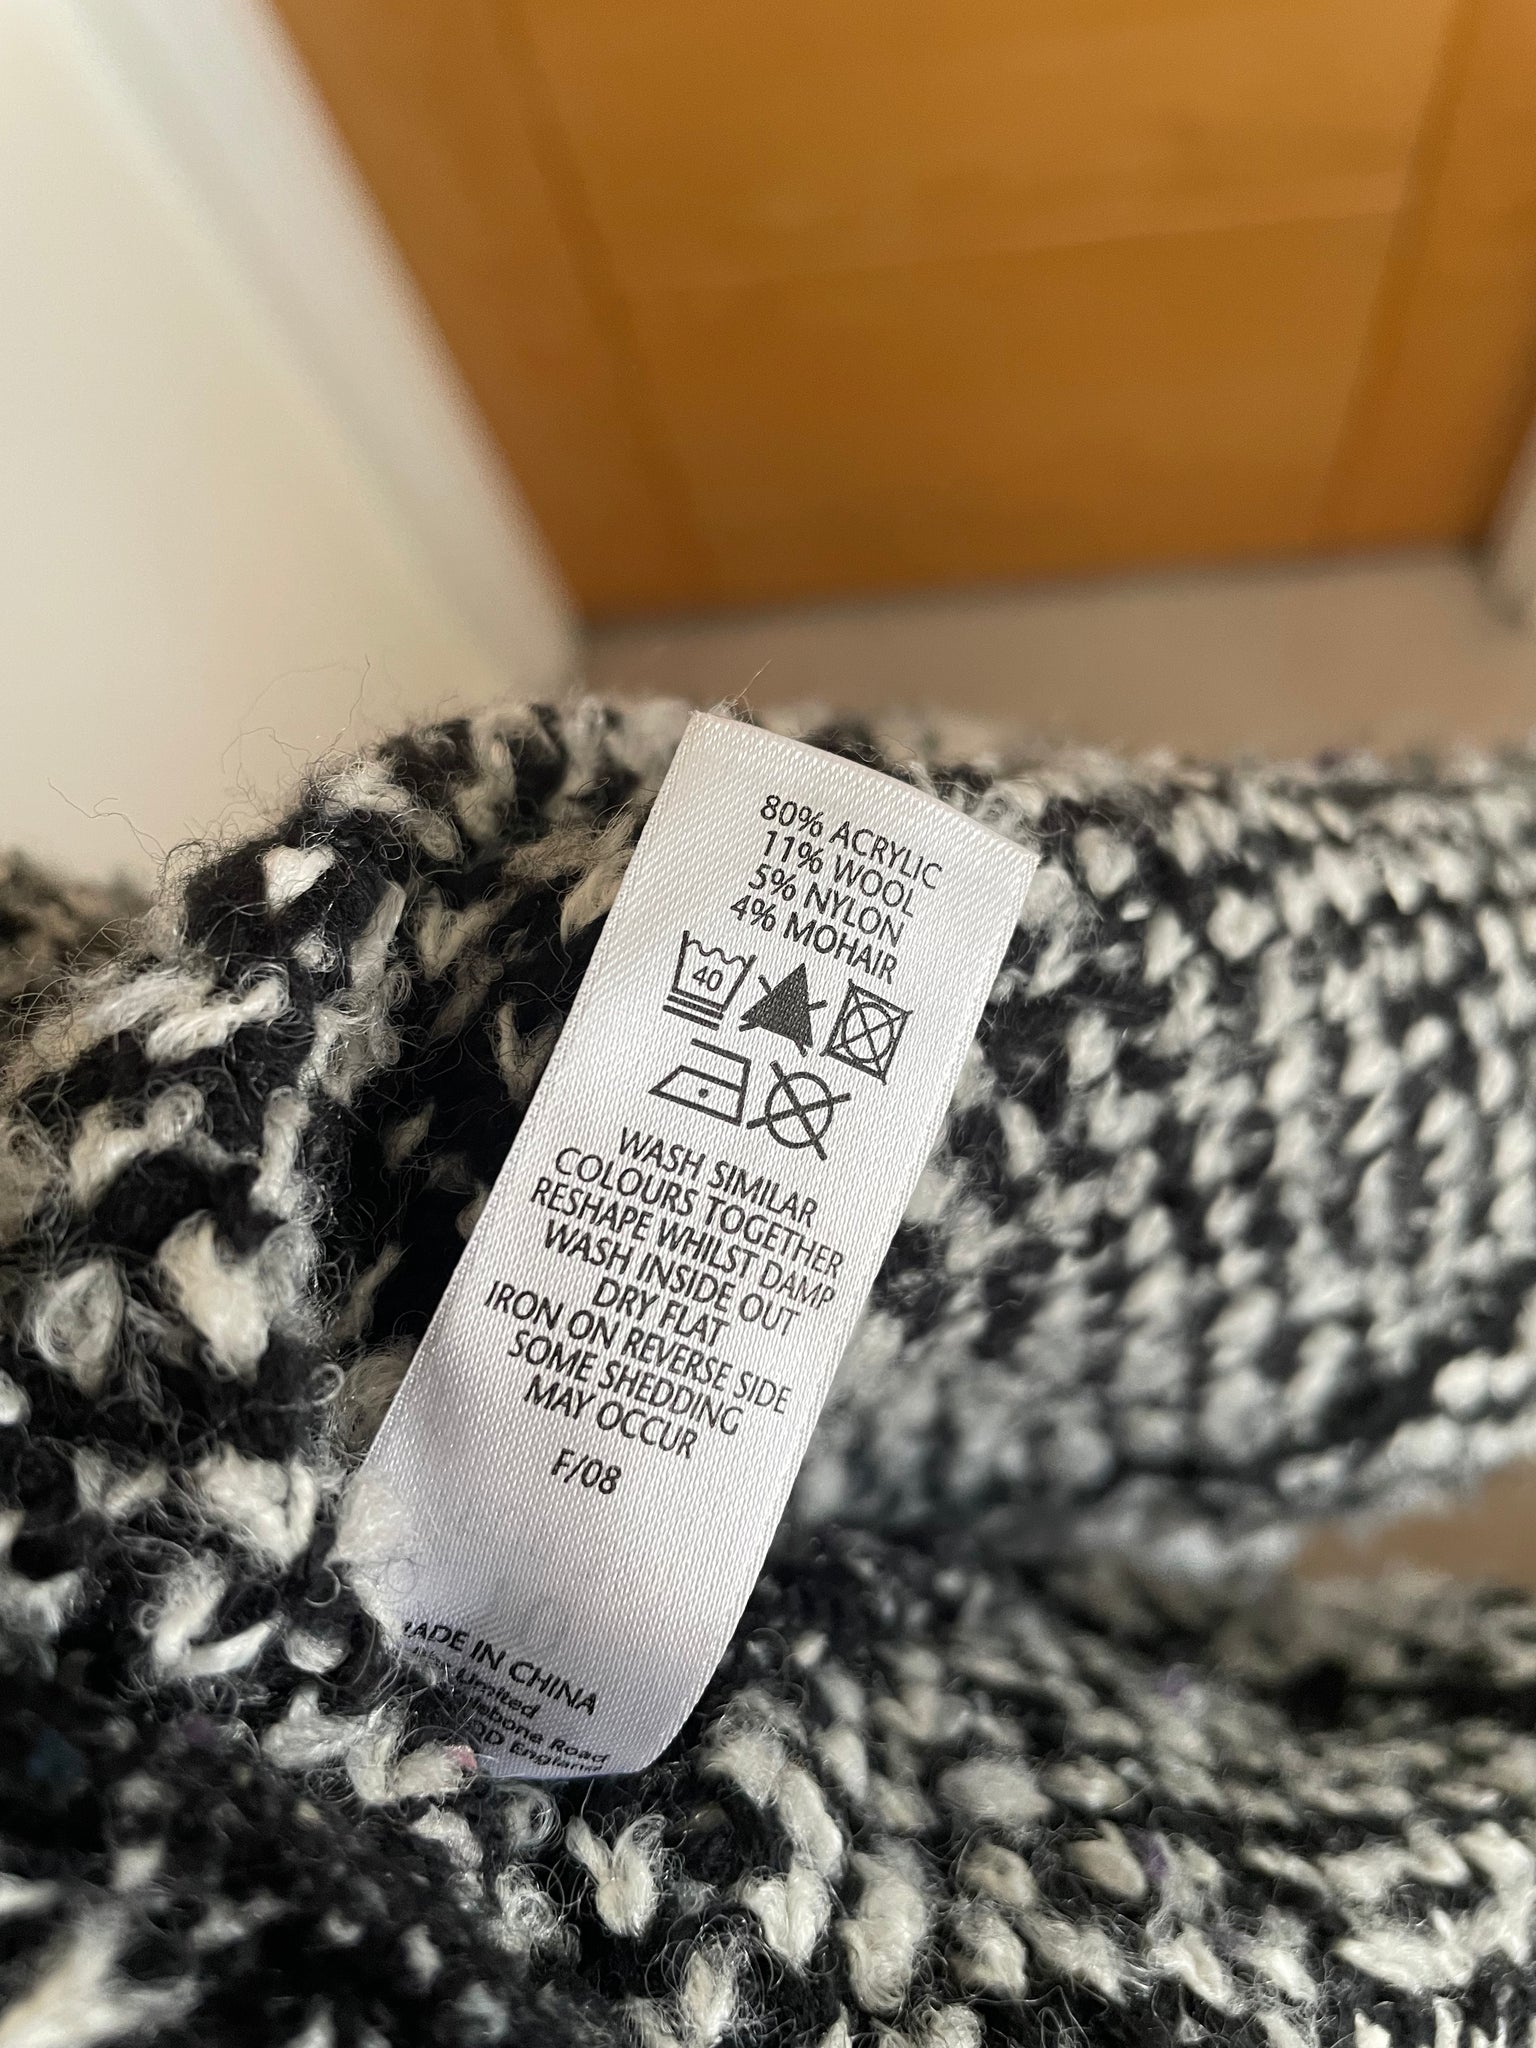 80% ACRYLIC
11% WOOL
5% NYLON
4% MOHAIR
40
WASH SIMILAR
COLOURS TOGETHER
RESHAPE WHILST DAMP
WASH INSIDE OUT
DRY FLAT
IRON ON REVERSE SIDE
SOME SHEDDING
MAY OCCUR
F/08
MADE IN CHINA
Limited
Road
England